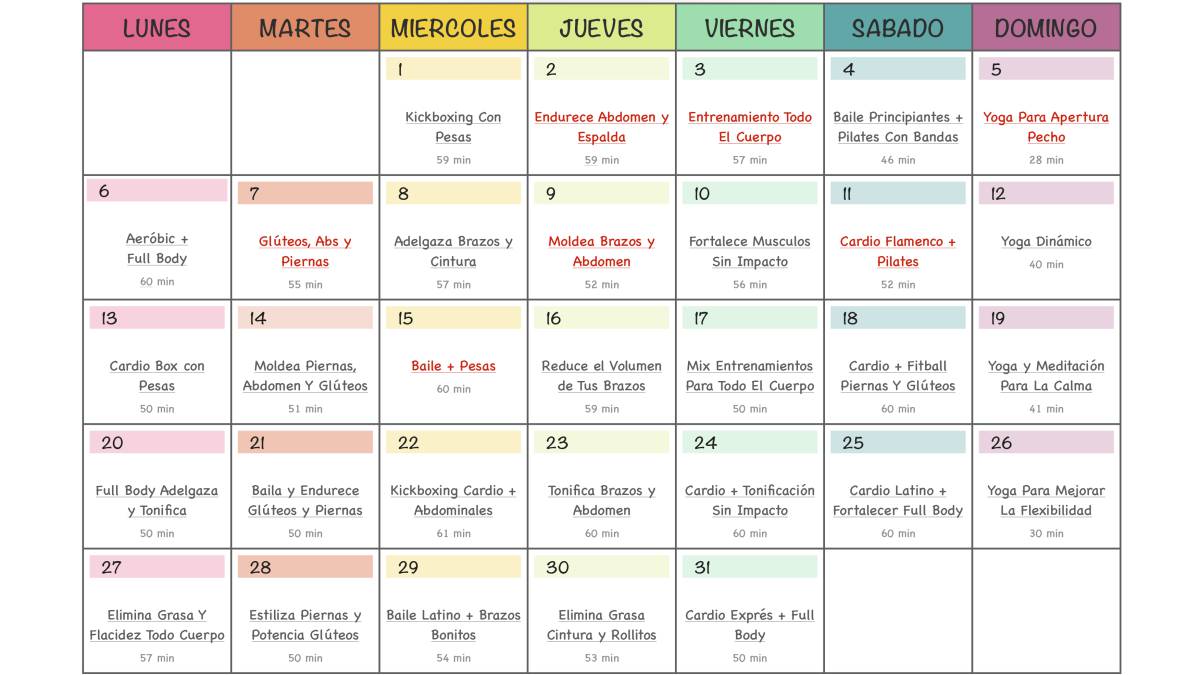 LUNES MARTES MIERCOLES JUEVES VIERNES SABADO DOMINGO
1
Kickboxing Con
Pesas
59 min
2
Endurece Abdomen y
Espalda
59 min
3
Entrenamiento Todo
El Cuerpo
57 min
4
Baile Principiantes +
Pilates Con Bandas
46 min
5
Yoga Para Apertura
Pecho
28 min
6
Aeróbic +
Full Body
60 min
7
Glúteos, Abs y
Piernas
55 min
8
Adelgaza Brazos y
Cintura
57 min
9
Moldea Brazos y
Abdomen
52 min
10
Fortalece Musculos
Sin Impacto
56 min
11
Cardio Flamenco +
Pilates
52 min
12
Yoga Dinámico
40 min
13
Cardio Box con
Pesas
50 min
14
Moldea Piernas,
Abdomen Y Glúteos
51 min
15
Baile + Pesas
60 min
16
Reduce el Volumen
de Tus Brazos
59 min
17
Mix Entrenamientos
Para Todo El Cuerpo
50 min
18
Cardio + Fitball
Piernas Y Glúteos
60 min
19
Yoga y Meditación
Para La Calma
41 min
20
Full Body Adelgaza
y Tonifica
50 min
21
Baila y Endurece
Glúteos y Piernas
50 min
22
Kickboxing Cardio +
Abdominales
61 min
23
Tonifica Brazos y
Abdomen
60 min
24
Cardio + Tonificación
Sin Impacto
60 min
25
Cardio Latino +
Fortalecer Full Body
60 min
26
Yoga Para Mejorar
La Flexibilidad
30 min
27
Elimina Grasa Y
Flacidez Todo Cuerpo
57 min
28
Estiliza Piernas y
Potencia Glúteos
50 min
29
Baile Latino + Brazos
Bonitos
54 min
30
Elimina Grasa
Cintura y Rollitos
53 min
31
Cardio Exprés + Full
Body
50 min